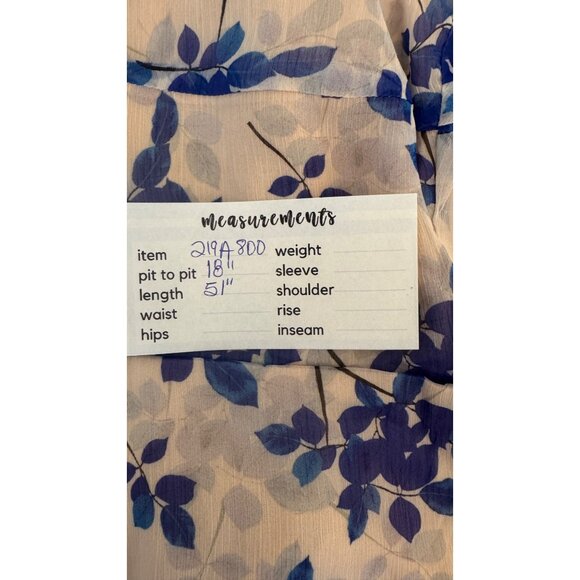 measurements
item 219A800 weight
pit to pit 18" sleeve
length 51" shoulder
waist rise
hips inseam